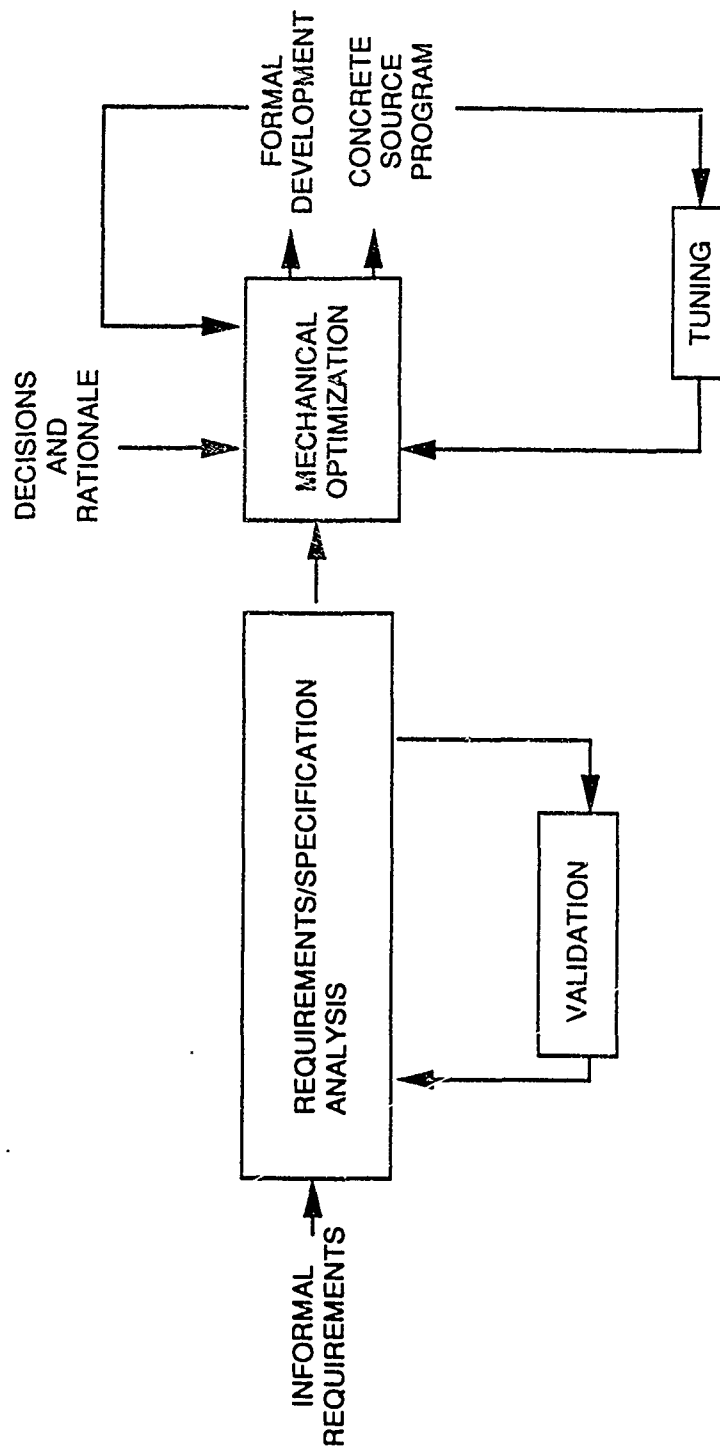 INFORMAL
REQUIREMENTS
REQUIREMENTS/SPECIFICATION
ANALYSIS
VALIDATION
DECISIONS
AND
RATIONALE
MECHANICAL
OPTIMIZATION
FORMAL
DEVELOPMENT
CONCRETE
SOURCE
PROGRAM
TUNING